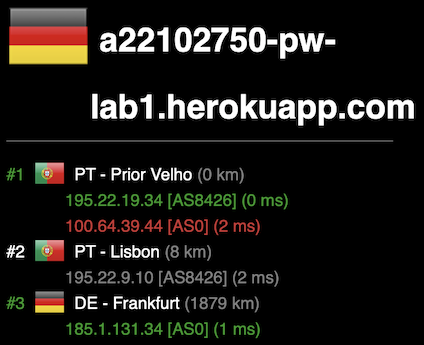 a22102750-pw-
lab1.herokuapp.com
#1 PT - Prior Velho (0 km)
195.22.19.34 [AS8426] (0 ms)
100.64.39.44 [AS0] (2 ms)
#2 PT - Lisbon (8 km)
195.22.9.10 [AS8426] (2 ms)
#3 DE - Frankfurt (1879 km)
185.1.131.34 [AS0] (1 ms)